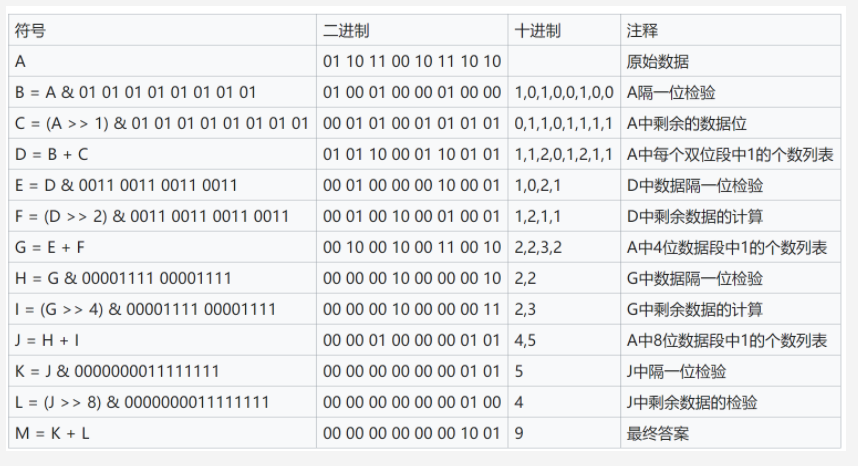 符号 二进制 十进制 注释
A 01 10 11 00 10 11 10 10 原始数据
B = A & 01 01 01 01 01 01 01 01 01 00 01 00 00 01 00 00 1,0,1,0,0,1,0,0 A隔一位检验
C = (A >> 1) & 01 01 01 01 01 01 01 01 00 01 01 00 01 01 01 01 0,1,1,0,1,1,1,1 A中剩余的数据位
D = B + C 01 01 10 00 01 10 01 01 1,1,2,0,1,2,1,1 A中每个双位段中1的个数列表
E = D & 0011 0011 0011 0011 00 01 00 00 00 10 00 01 1,0,2,1 D中数据隔一位检验
F = (D >> 2) & 0011 0011 0011 0011 00 01 00 10 00 01 00 01 1,2,1,1 D中剩余数据的计算
G = E + F 00 10 00 10 00 11 00 10 2,2,3,2 A中4位数据段中1的个数列表
H = G & 00001111 00001111 00 00 00 10 00 00 00 10 2,2 G中数据隔一位检验
I = (G >> 4) & 00001111 00001111 00 00 00 10 00 00 00 11 2,3 G中剩余数据的计算
J = H + I 00 00 01 00 00 00 01 01 4,5 A中8位数据段中1的个数列表
K = J & 0000000011111111 00 00 00 00 00 00 01 01 5 J中隔一位检验
L = (J >> 8) & 0000000011111111 00 00 00 00 00 00 01 00 4 J中剩余数据的检验
M = K + L 00 00 00 00 00 00 10 01 9 最终答案